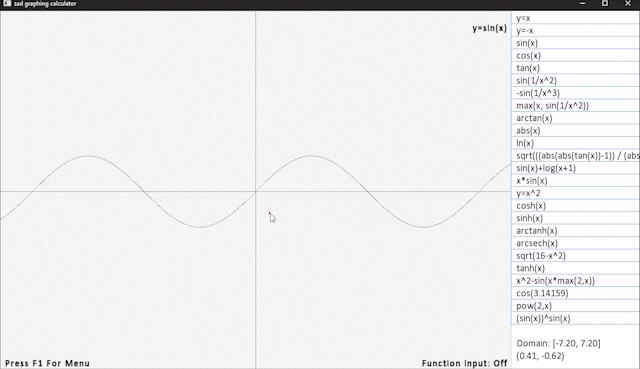 sad graphing calculator
y=sin(x)
y=x
y=-x
sin(x)
cos(x)
tan(x)
sin(1/x^2)
-sin(1/x^3)
max(x, sin(1/x^2))
arctan(x)
abs(x)
ln(x)
sqrt(((abs(abs(tan(x))-1)) / (abs
sin(x)+log(x+1)
x*sin(x)
y=x^2
cosh(x)
sinh(x)
arctanh(x)
arcsech(x)
sqrt(16-x^2)
tanh(x)
x^2-sin(x*max(2,x))
cos(3.14159)
pow(2,x)
(sin(x))^sin(x)
Domain: [-7.20, 7.20]
(0.41, -0.62)
Press F1 For Menu
Function Input: Off